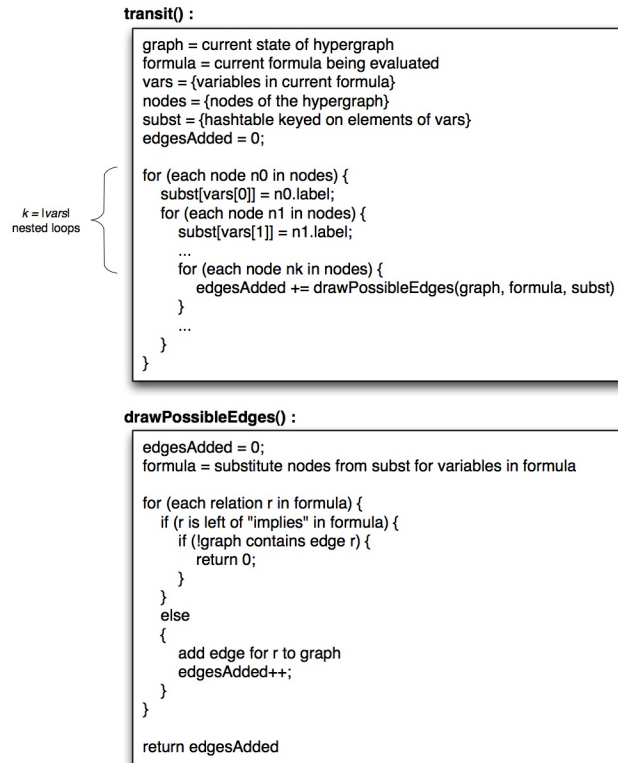 transit() :
graph = current state of hypergraph
formula = current formula being evaluated
vars = {variables in current formula}
nodes = {nodes of the hypergraph}
subst = {hashtable keyed on elements of vars}
edgesAdded = 0;
for (each node n0 in nodes) {
subst[vars[0]] = n0.label;
for (each node n1 in nodes) {
subst[vars[1]] = n1.label;
...
for (each node nk in nodes) {
edgesAdded += drawPossibleEdges(graph, formula, subst)
}
...
}
}
k = |vars|
nested loops
drawPossibleEdges() :
edgesAdded = 0;
formula = substitute nodes from subst for variables in formula
for (each relation r in formula) {
if (r is left of "implies" in formula) {
if (!graph contains edge r) {
return 0;
}
}
else
{
add edge for r to graph
edgesAdded++;
}
}
return edgesAdded